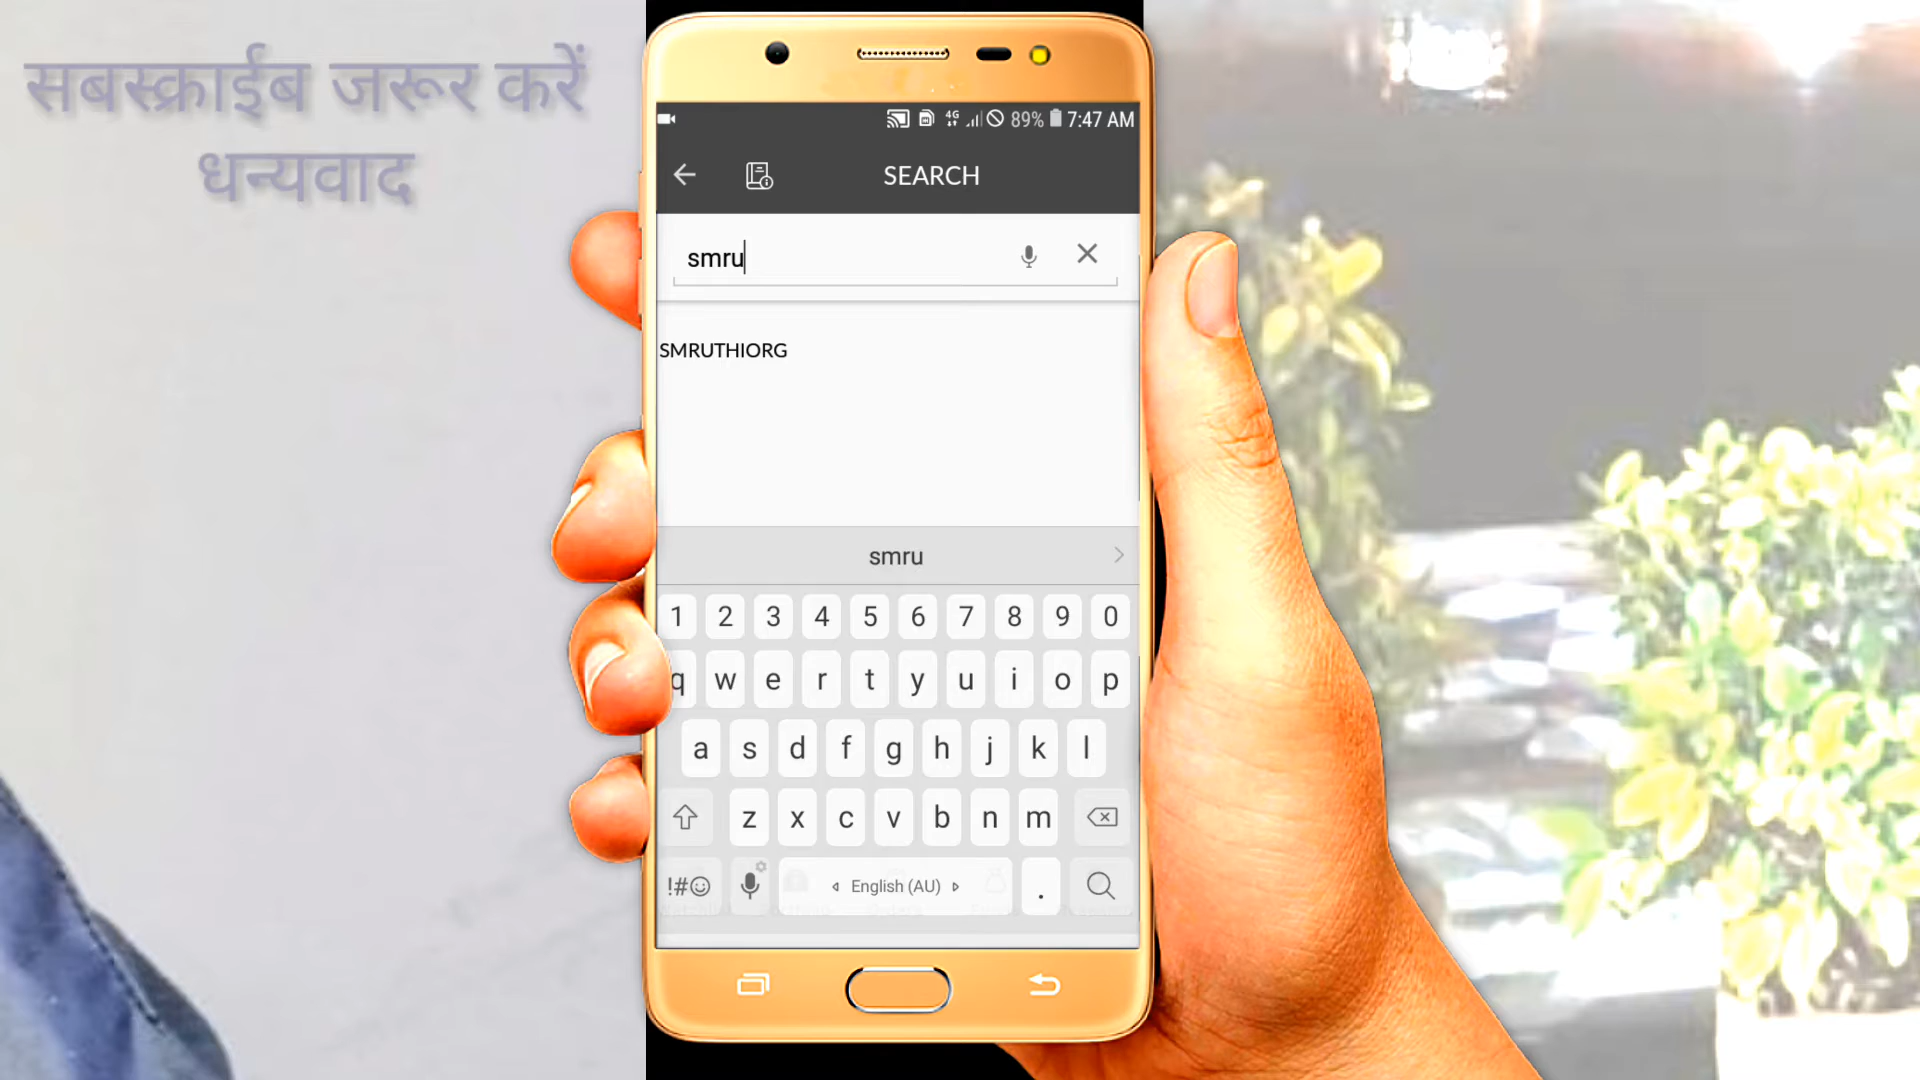 सबस्क्राईब जरूर करें
धन्यवाद
4G 89% 7:47 AM
SEARCH
smru
SMRUTHIORG
smru
1 2 3 4 5 6 7 8 9 0
q w e r t y u i o p
a s d f g h j k l
z x c v b n m
!#☺ English (AU) .